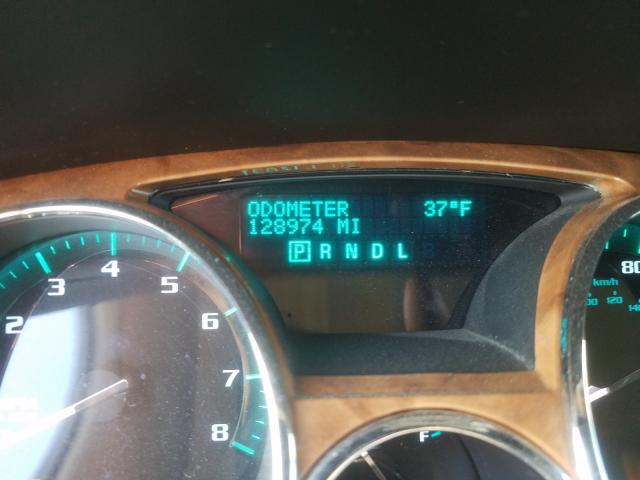 ODOMETER 37°F
128974 MI
P R N D L
2 3 4 5 6 7 8
80
km/h
120
F